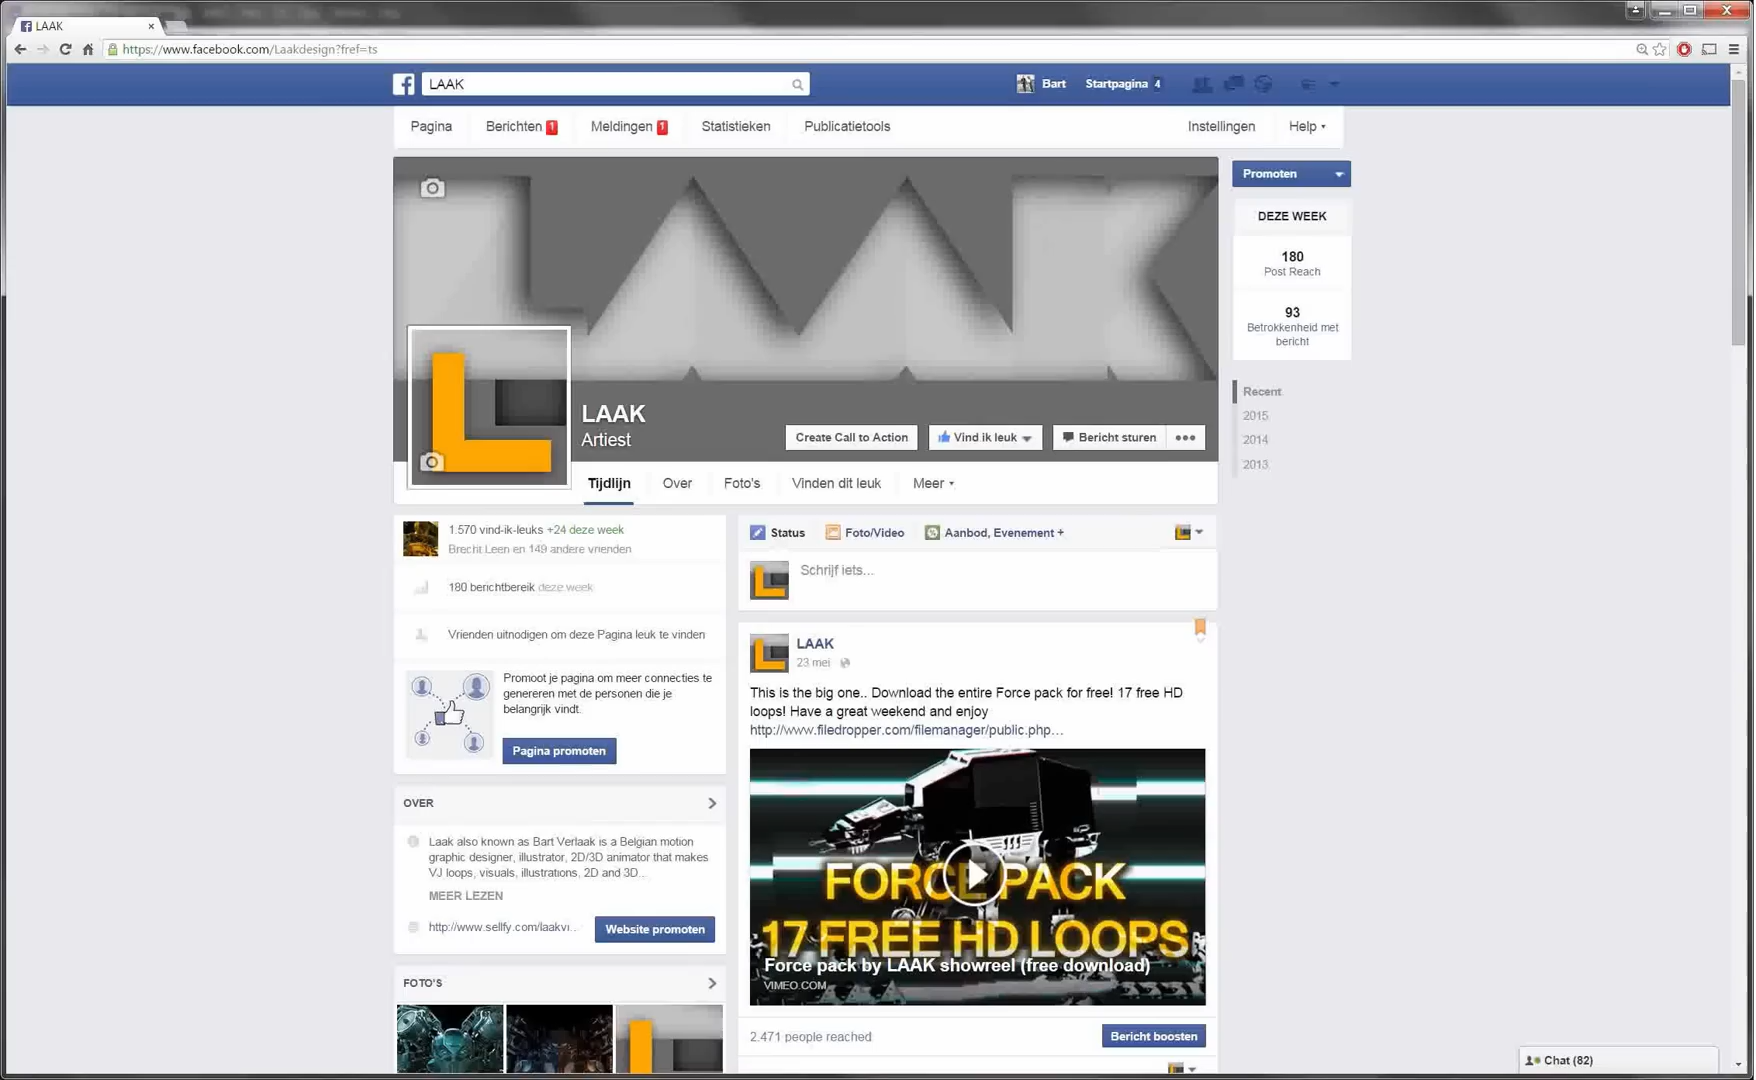 LAAK
https://www.facebook.com/Laakdesign?fref=ts
LAAK
Bart
Startpagina 4
Pagina
Berichten 1
Meldingen 1
Statistieken
Publicatietools
Instellingen
Help
LAAK
Promoten
DEZE WEEK
180
Post Reach
93
Betrokkenheid met
bericht
Recent
2015
2014
2013
LAAK
Artiest
Create Call to Action
Vind ik leuk
Bericht sturen
Tijdlijn
Over
Foto's
Vinden dit leuk
Meer
1.570 vind-ik-leuks +24 deze week
Brecht Leen en 149 andere vrienden
180 berichtbereik deze week
Vrienden uitnodigen om deze Pagina leuk te vinden
Promoot je pagina om meer connecties te
genereren met de personen die je
belangrijk vindt.
Pagina promoten
OVER
Laak also known as Bart Verlaak is a Belgian motion
graphic designer, illustrator, 2D/3D animator that makes
VJ loops, visuals, illustrations, 2D and 3D...
MEER LEZEN
http://www.sellfy.com/laakvi...
Website promoten
FOTO'S
Status
Foto/Video
Aanbod, Evenement +
Schrijf iets...
LAAK
23 mei
This is the big one.. Download the entire Force pack for free! 17 free HD
loops! Have a great weekend and enjoy
http://www.filedropper.com/filemanager/public.php...
FORCE PACK
17 FREE HD LOOPS
Force pack by LAAK showreel (free download)
VIMEO.COM
2.471 people reached
Bericht boosten
Chat (82)